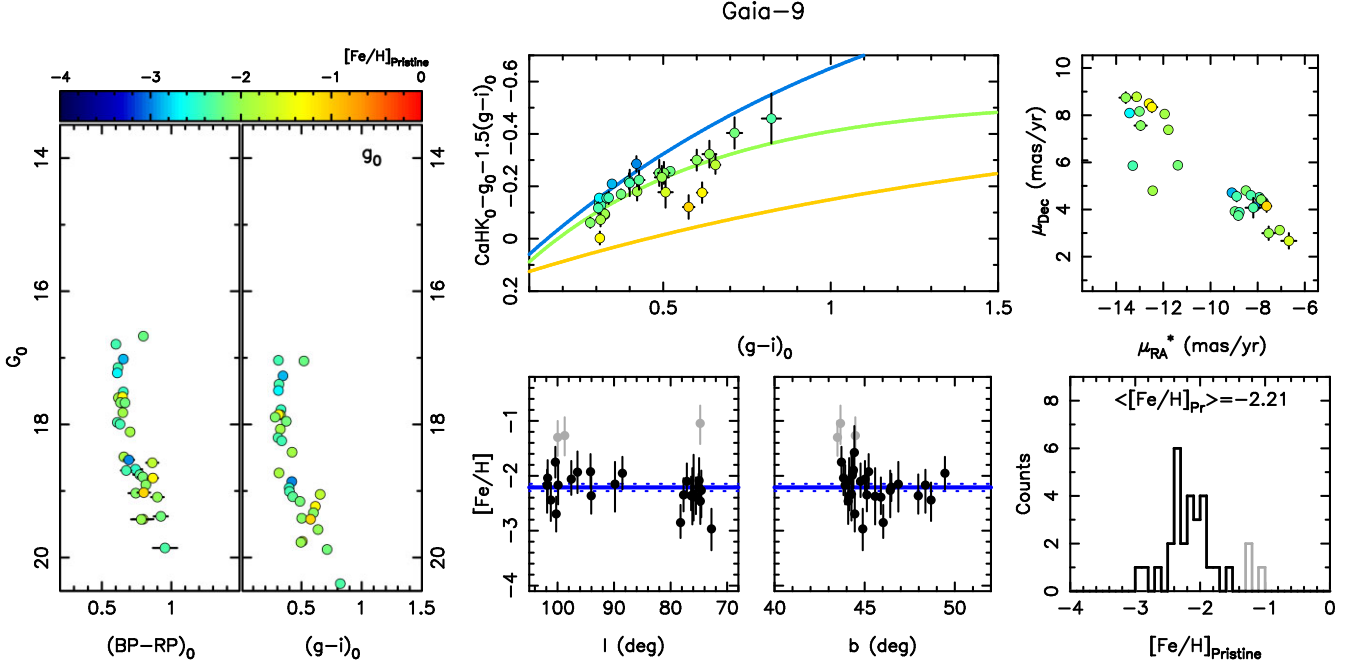 Gaia-9
[Fe/H]Pristine
-4 -3 -2 -1 0
g0
14 16 18 20
G0
14 16 18 20
0.5 1
(BP-RP)0
0.5 1 1.5
(g-i)0
-0.6 -0.4 -0.2 0 0.2
CaHK0-g0-1.5(g-i)0
0.5 1 1.5
(g-i)0
10 8 6 4 2
μDec (mas/yr)
-14 -12 -10 -8 -6
μRA* (mas/yr)
-1 -2 -3 -4
[Fe/H]
100 90 80 70
l (deg)
40 45 50
b (deg)
<[Fe/H]Pr>=-2.21
8 6 4 2 0
Counts
-4 -3 -2 -1 0
[Fe/H]Pristine